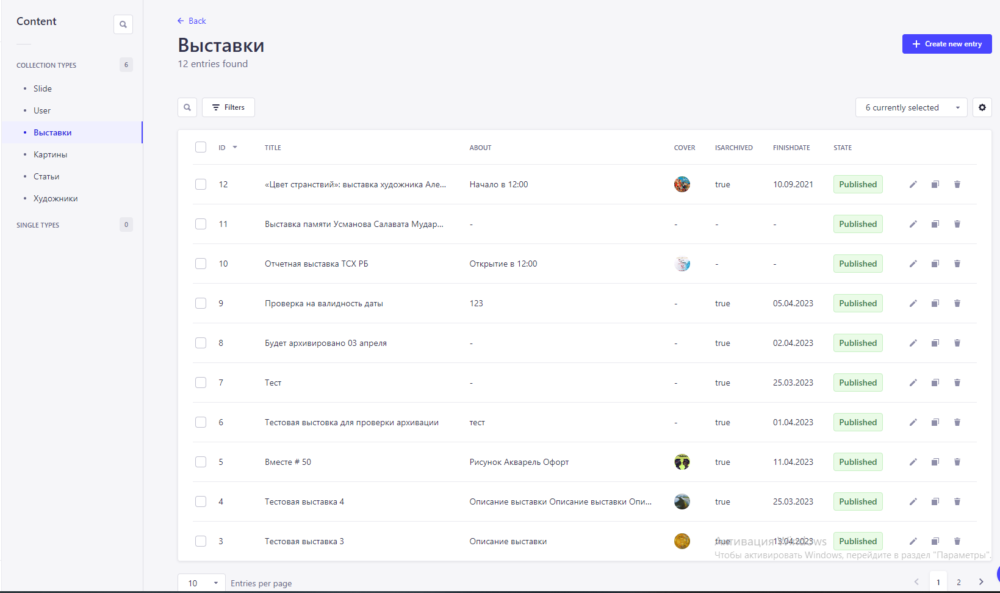 Content
COLLECTION TYPES 6
Slide
User
Выставки
Картины
Статьи
Художники
SINGLE TYPES 0
Back
Выставки
12 entries found
Create new entry
Filters
6 currently selected
ID TITLE ABOUT COVER ISARCHIVED FINISHDATE STATE
12 «Цвет странствий»: выставка художника Але... Начало в 12:00 true 10.09.2021 Published
11 Выставка памяти Усманова Салавата Мудар... - - - - Published
10 Отчетная выставка ТСХ РБ Открытие в 12:00 - - Published
9 Проверка на валидность даты 123 - true 05.04.2023 Published
8 Будет архивировано 03 апреля - - true 02.04.2023 Published
7 Тест - - true 25.03.2023 Published
6 Тестовая выстовка для проверки архивации тест - true 01.04.2023 Published
5 Вместе # 50 Рисунок Акварель Офорт true 11.04.2023 Published
4 Тестовая выставка 4 Описание выставки Описание выставки Опи... true 25.03.2023 Published
3 Тестовая выставка 3 Описание выставки true 13.04.2023 Published
Активация Windows
Чтобы активировать Windows, перейдите в раздел "Параметры".
10 Entries per page
1 2